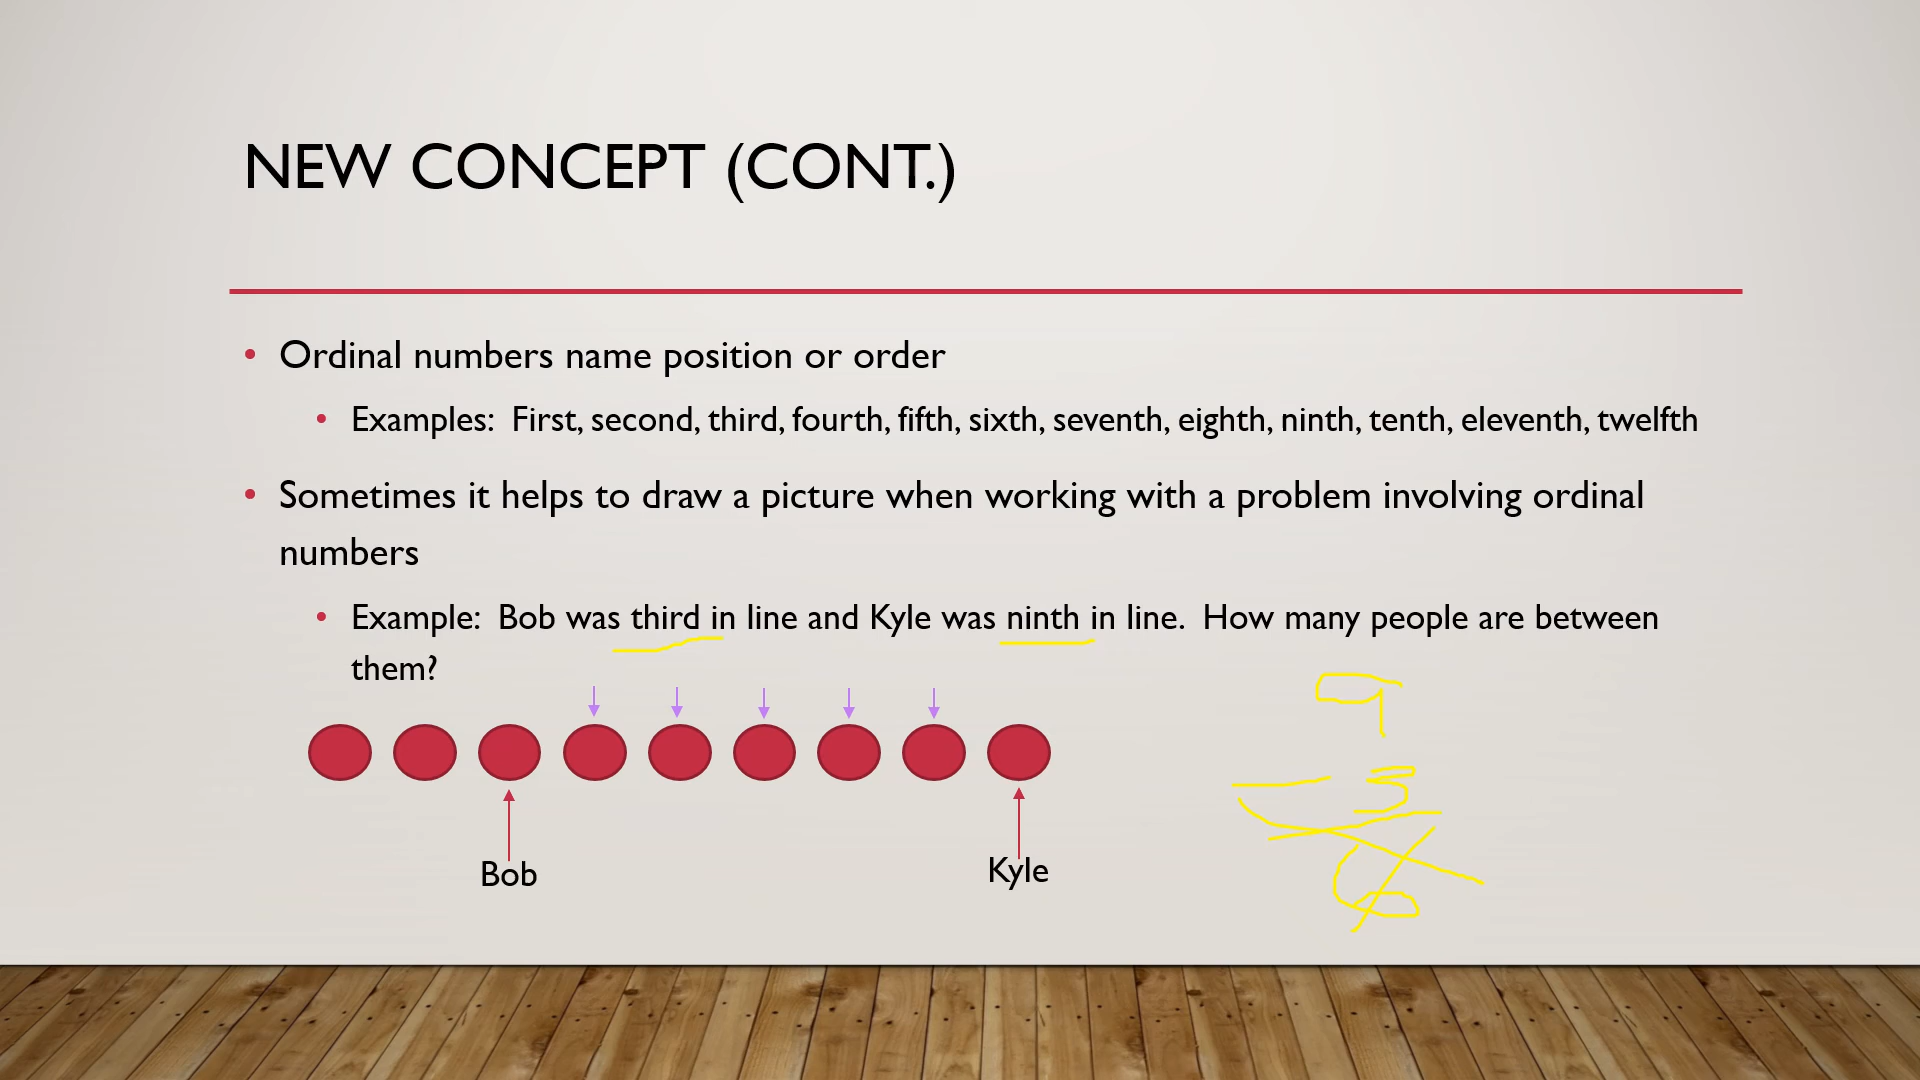 NEW CONCEPT (CONT.)
• Ordinal numbers name position or order
• Examples: First, second, third, fourth, fifth, sixth, seventh, eighth, ninth, tenth, eleventh, twelfth
• Sometimes it helps to draw a picture when working with a problem involving ordinal
numbers
• Example: Bob was third in line and Kyle was ninth in line. How many people are between
them?
9
- 3
6
Bob
Kyle